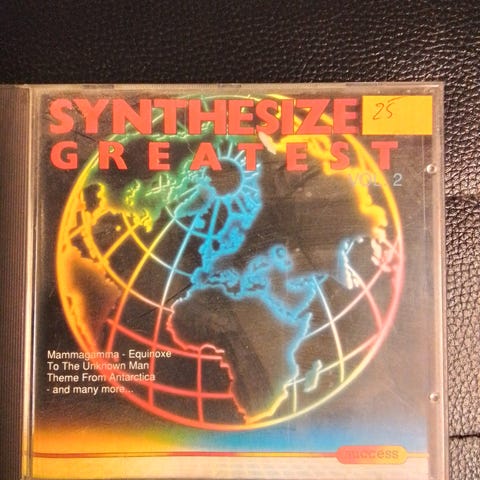 SYNTHESIZE
25
GREATEST
VOL. 2
Mammagamma - Equinoxe
To The Unknown Man
Theme From Antarctica
- and many more...
success